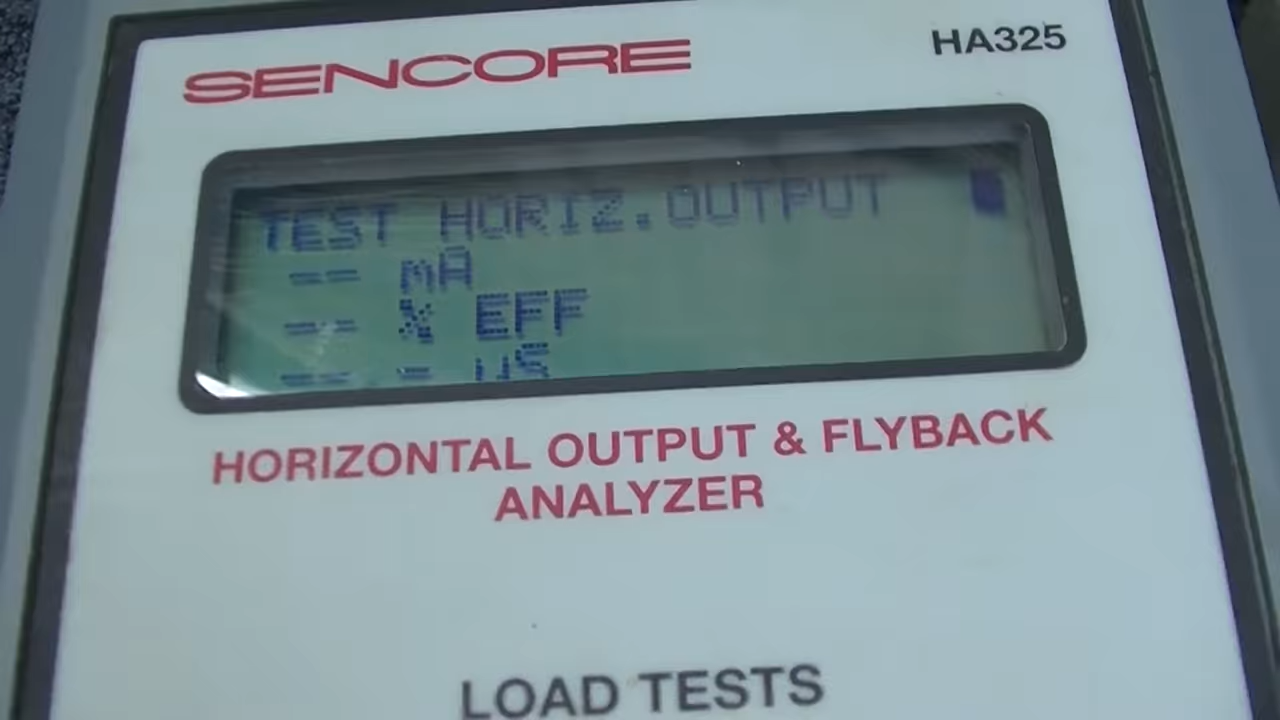 SENCORE
HA325
TEST HORIZ.OUTPUT
-- mA
-- % EFF
-- - uS
HORIZONTAL OUTPUT & FLYBACK
ANALYZER
LOAD TESTS